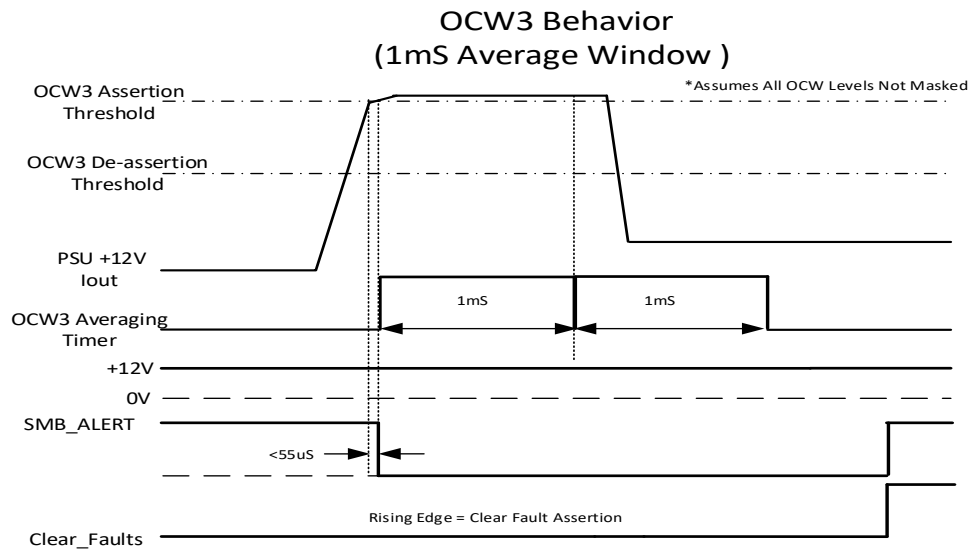 OCW3 Behavior
(1mS Average Window )
*Assumes All OCW Levels Not Masked
OCW3 Assertion
Threshold
OCW3 De-assertion
Threshold
PSU +12V
Iout
1mS
1mS
OCW3 Averaging
Timer
+12V
0V
SMB_ALERT
<55uS
Rising Edge = Clear Fault Assertion
Clear_Faults